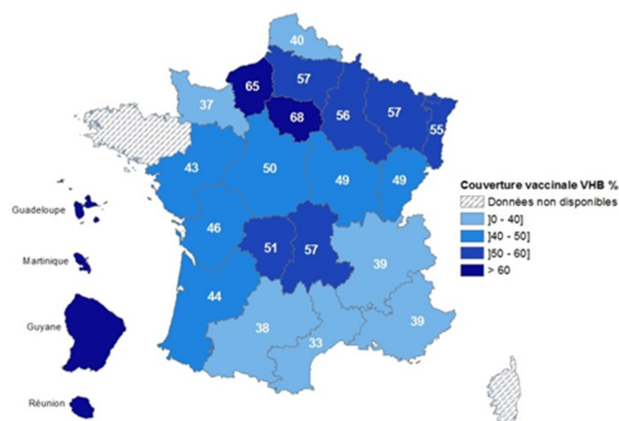 40
65
57
37
68
56
57
55
43
50
49
49
46
51
57
39
44
38
33
39
Couverture vaccinale VHB %
Données non disponibles
]0 - 40]
]40 - 50]
]50 - 60]
> 60
Guadeloupe
Martinique
Guyane
Réunion